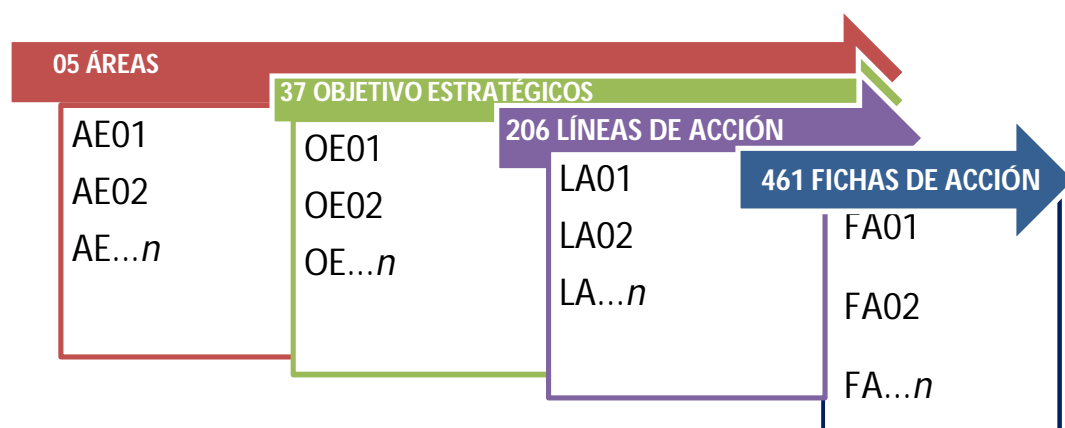 05 ÁREAS
AE01
AE02
AE...n
37 OBJETIVO ESTRATÉGICOS
OE01
OE02
OE...n
206 LÍNEAS DE ACCIÓN
LA01
LA02
LA...n
461 FICHAS DE ACCIÓN
FA01
FA02
FA...n